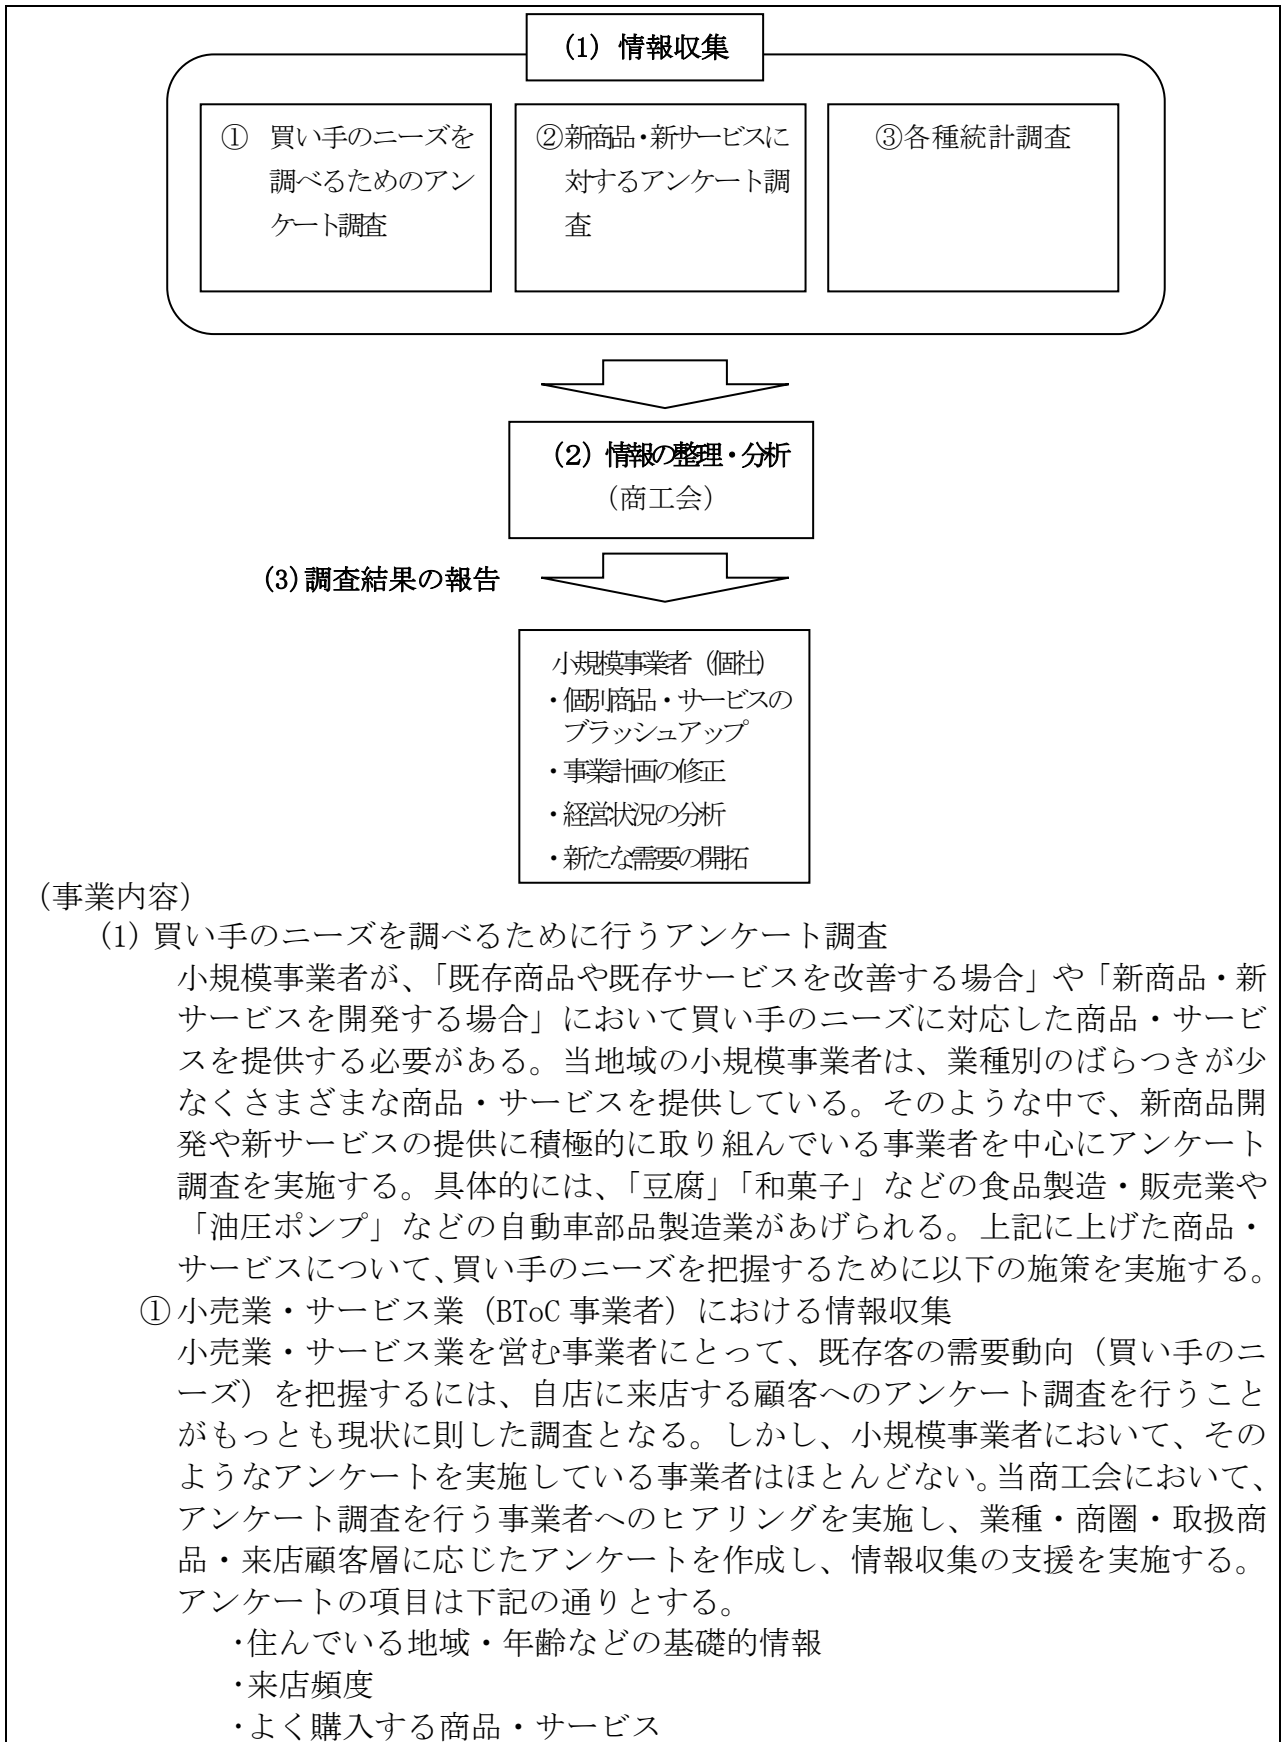 (1) 情報収集
① 買い手のニーズを
調べるためのアン
ケート調査
②新商品・新サービスに
対するアンケート調
査
③各種統計調査
(2) 情報の整理・分析
（商工会）
(3)調査結果の報告
小規模事業者（個社）
・個別商品・サービスの
ブラッシュアップ
・事業計画の修正
・経営状況の分析
・新たな需要の開拓
（事業内容）
(1) 買い手のニーズを調べるために行うアンケート調査
小規模事業者が、「既存商品や既存サービスを改善する場合」や「新商品・新
サービスを開発する場合」において買い手のニーズに対応した商品・サービ
スを提供する必要がある。当地域の小規模事業者は、業種別のばらつきが少
なくさまざまな商品・サービスを提供している。そのような中で、新商品開
発や新サービスの提供に積極的に取り組んでいる事業者を中心にアンケート
調査を実施する。具体的には、「豆腐」「和菓子」などの食品製造・販売業や
「油圧ポンプ」などの自動車部品製造業があげられる。上記に上げた商品・
サービスについて、買い手のニーズを把握するために以下の施策を実施する。
① 小売業・サービス業（BToC 事業者）における情報収集
小売業・サービス業を営む事業者にとって、既存客の需要動向（買い手のニ
ーズ）を把握するには、自店に来店する顧客へのアンケート調査を行うこと
がもっとも現状に則した調査となる。しかし、小規模事業者において、その
ようなアンケートを実施している事業者はほとんどない。当商工会において、
アンケート調査を行う事業者へのヒアリングを実施し、業種・商圏・取扱商
品・来店顧客層に応じたアンケートを作成し、情報収集の支援を実施する。
アンケートの項目は下記の通りとする。
・住んでいる地域・年齢などの基礎的情報
・来店頻度
・よく購入する商品・サービス